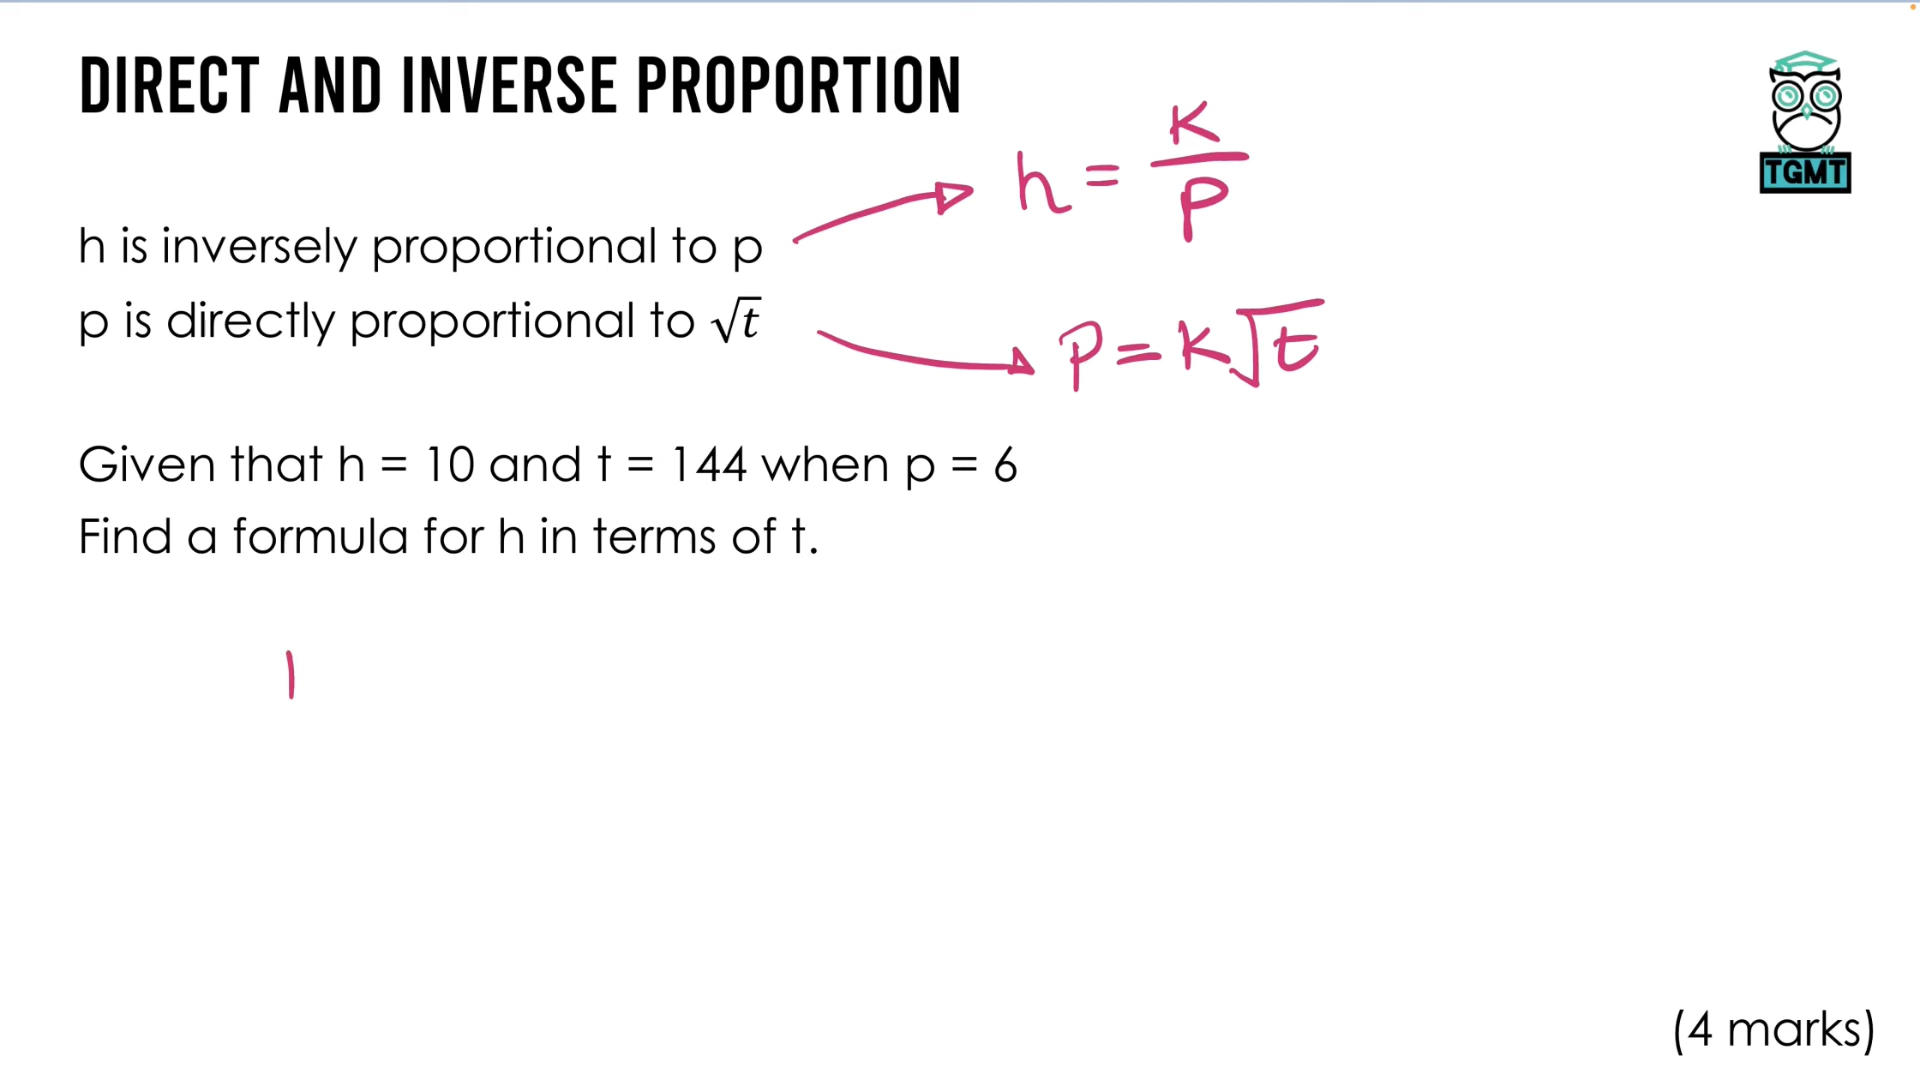 DIRECT AND INVERSE PROPORTION
h = K/P
TGMT
h is inversely proportional to p
p is directly proportional to √t
P = K√t
Given that h = 10 and t = 144 when p = 6
Find a formula for h in terms of t.
(4 marks)